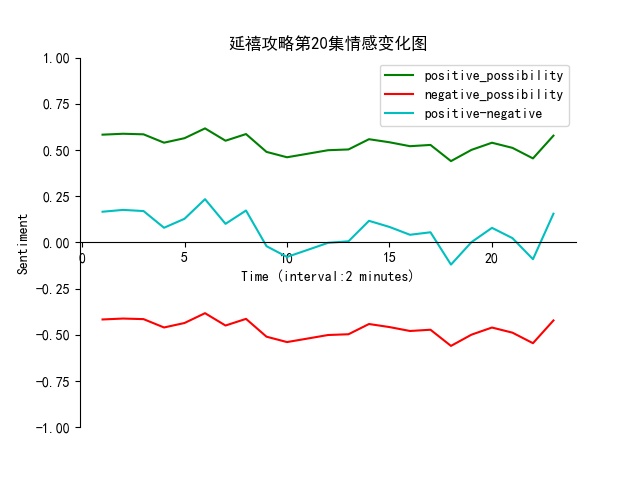 延禧攻略第20集情感变化图
positive_possibility
negative_possibility
positive-negative
1.00
0.75
0.50
0.25
0.00
−0.25
−0.50
−0.75
−1.00
Sentiment
0 5 10 15 20
Time (interval:2 minutes)